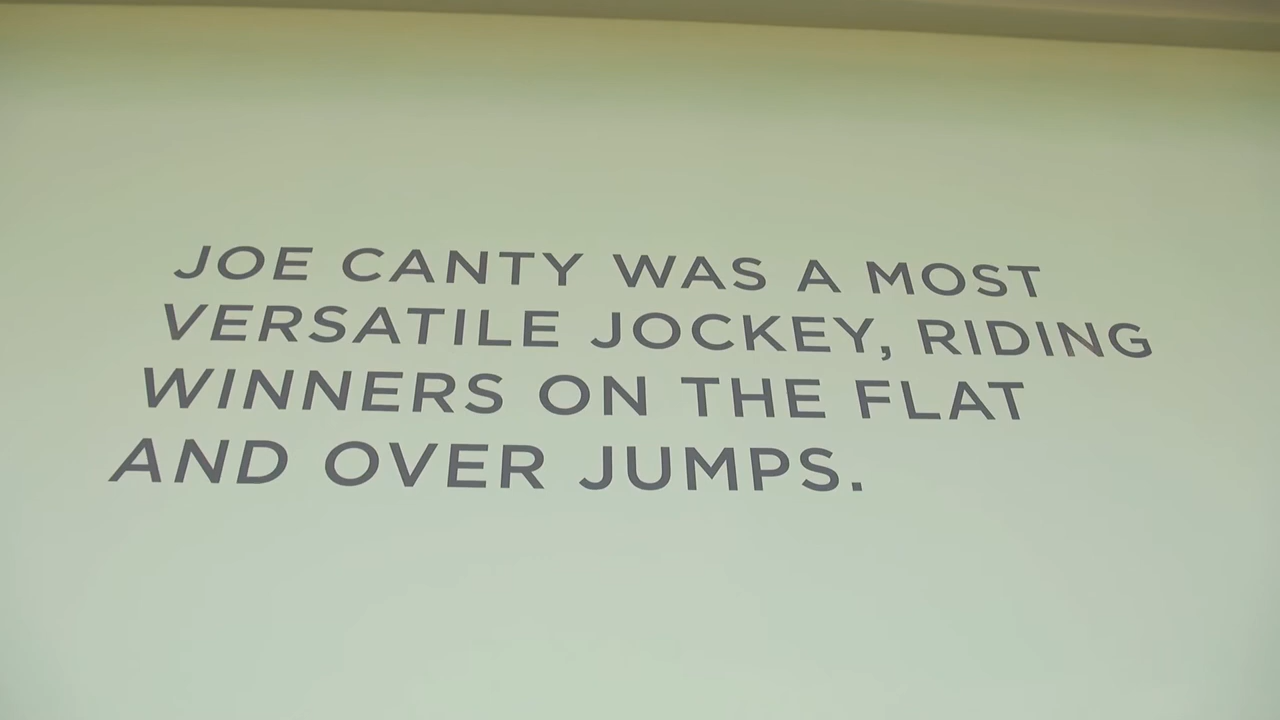 JOE CANTY WAS A MOST
VERSATILE JOCKEY, RIDING
WINNERS ON THE FLAT
AND OVER JUMPS.